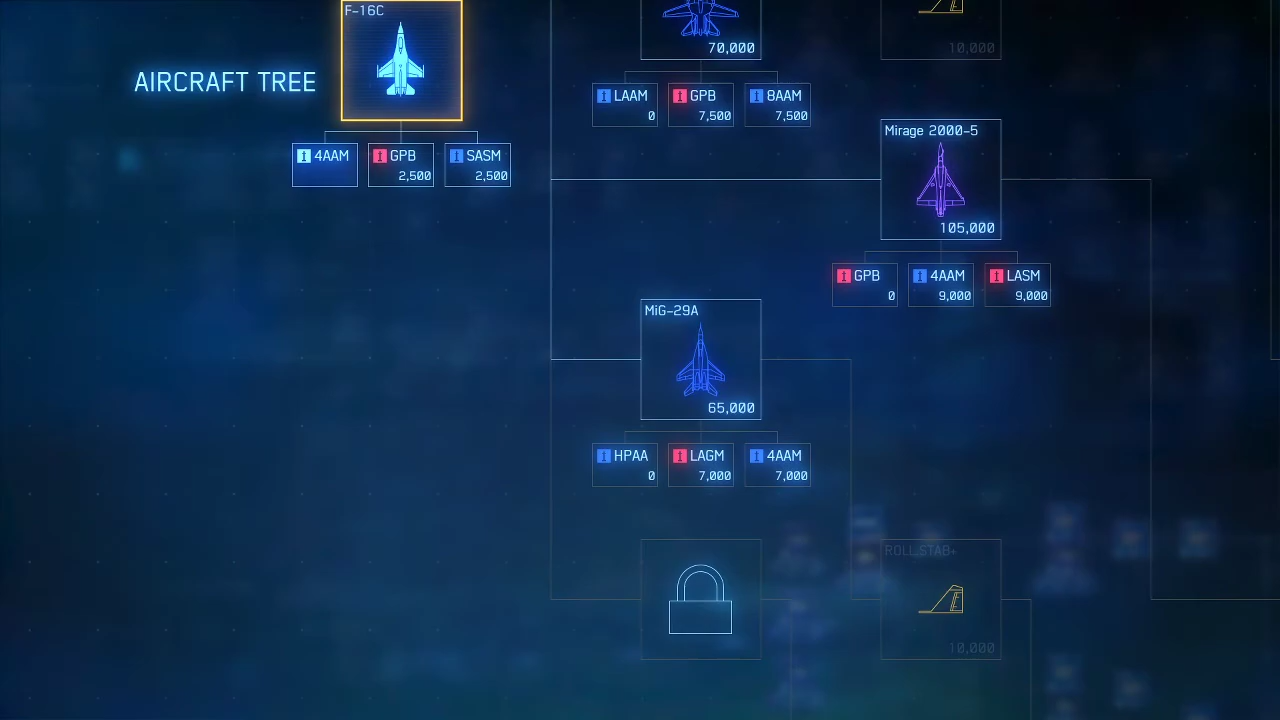 F-16C
AIRCRAFT TREE
4AAM
GPB
2,500
SASM
2,500
70,000
LAAM
0
GPB
7,500
8AAM
7,500
10,000
Mirage 2000-5
105,000
GPB
0
4AAM
9,000
LASM
9,000
MiG-29A
65,000
HPAA
0
LAGM
7,000
4AAM
7,000
ROLL STAB+
10,000